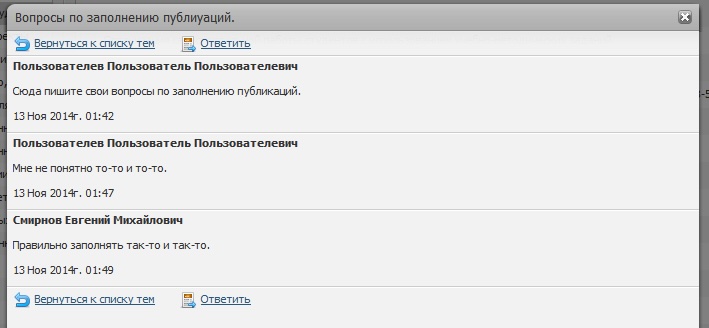 Вопросы по заполнению публиуаций.
Вернуться к списку тем Ответить
Пользователев Пользователь Пользователевич
Сюда пишите свои вопросы по заполнению публикаций.
13 Ноя 2014г. 01:42
Пользователев Пользователь Пользователевич
Мне не понятно то-то и то-то.
13 Ноя 2014г. 01:47
Смирнов Евгений Михайлович
Правильно заполнять так-то и так-то.
13 Ноя 2014г. 01:49
Вернуться к списку тем Ответить